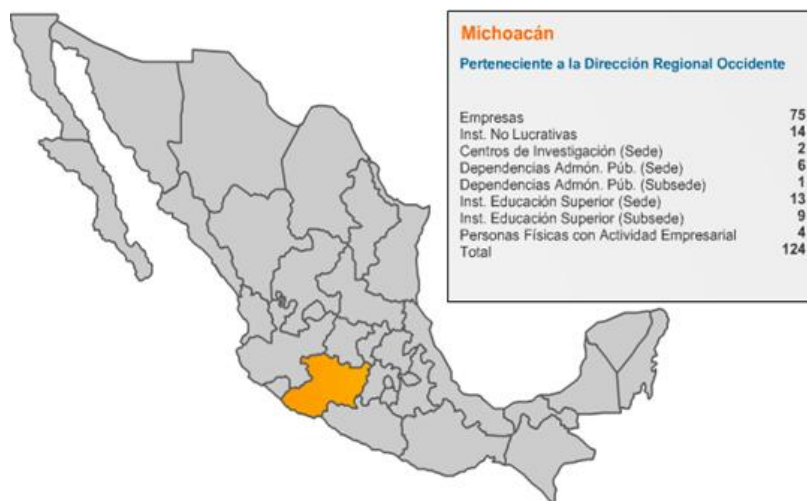 Michoacán
Perteneciente a la Dirección Regional Occidente
Empresas 75
Inst. No Lucrativas 14
Centros de Investigación (Sede) 2
Dependencias Admón. Púb. (Sede) 6
Dependencias Admón. Púb. (Subsede) 1
Inst. Educación Superior (Sede) 13
Inst. Educación Superior (Subsede) 9
Personas Físicas con Actividad Empresarial 4
Total 124